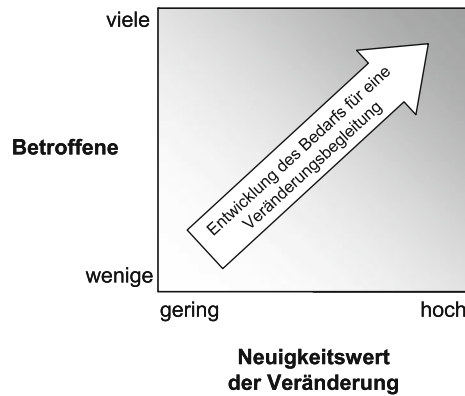 viele
Entwicklung des Bedarfs für eine
Veränderungsbegleitung
Betroffene
wenige
gering
hoch
Neuigkeitswert
der Veränderung